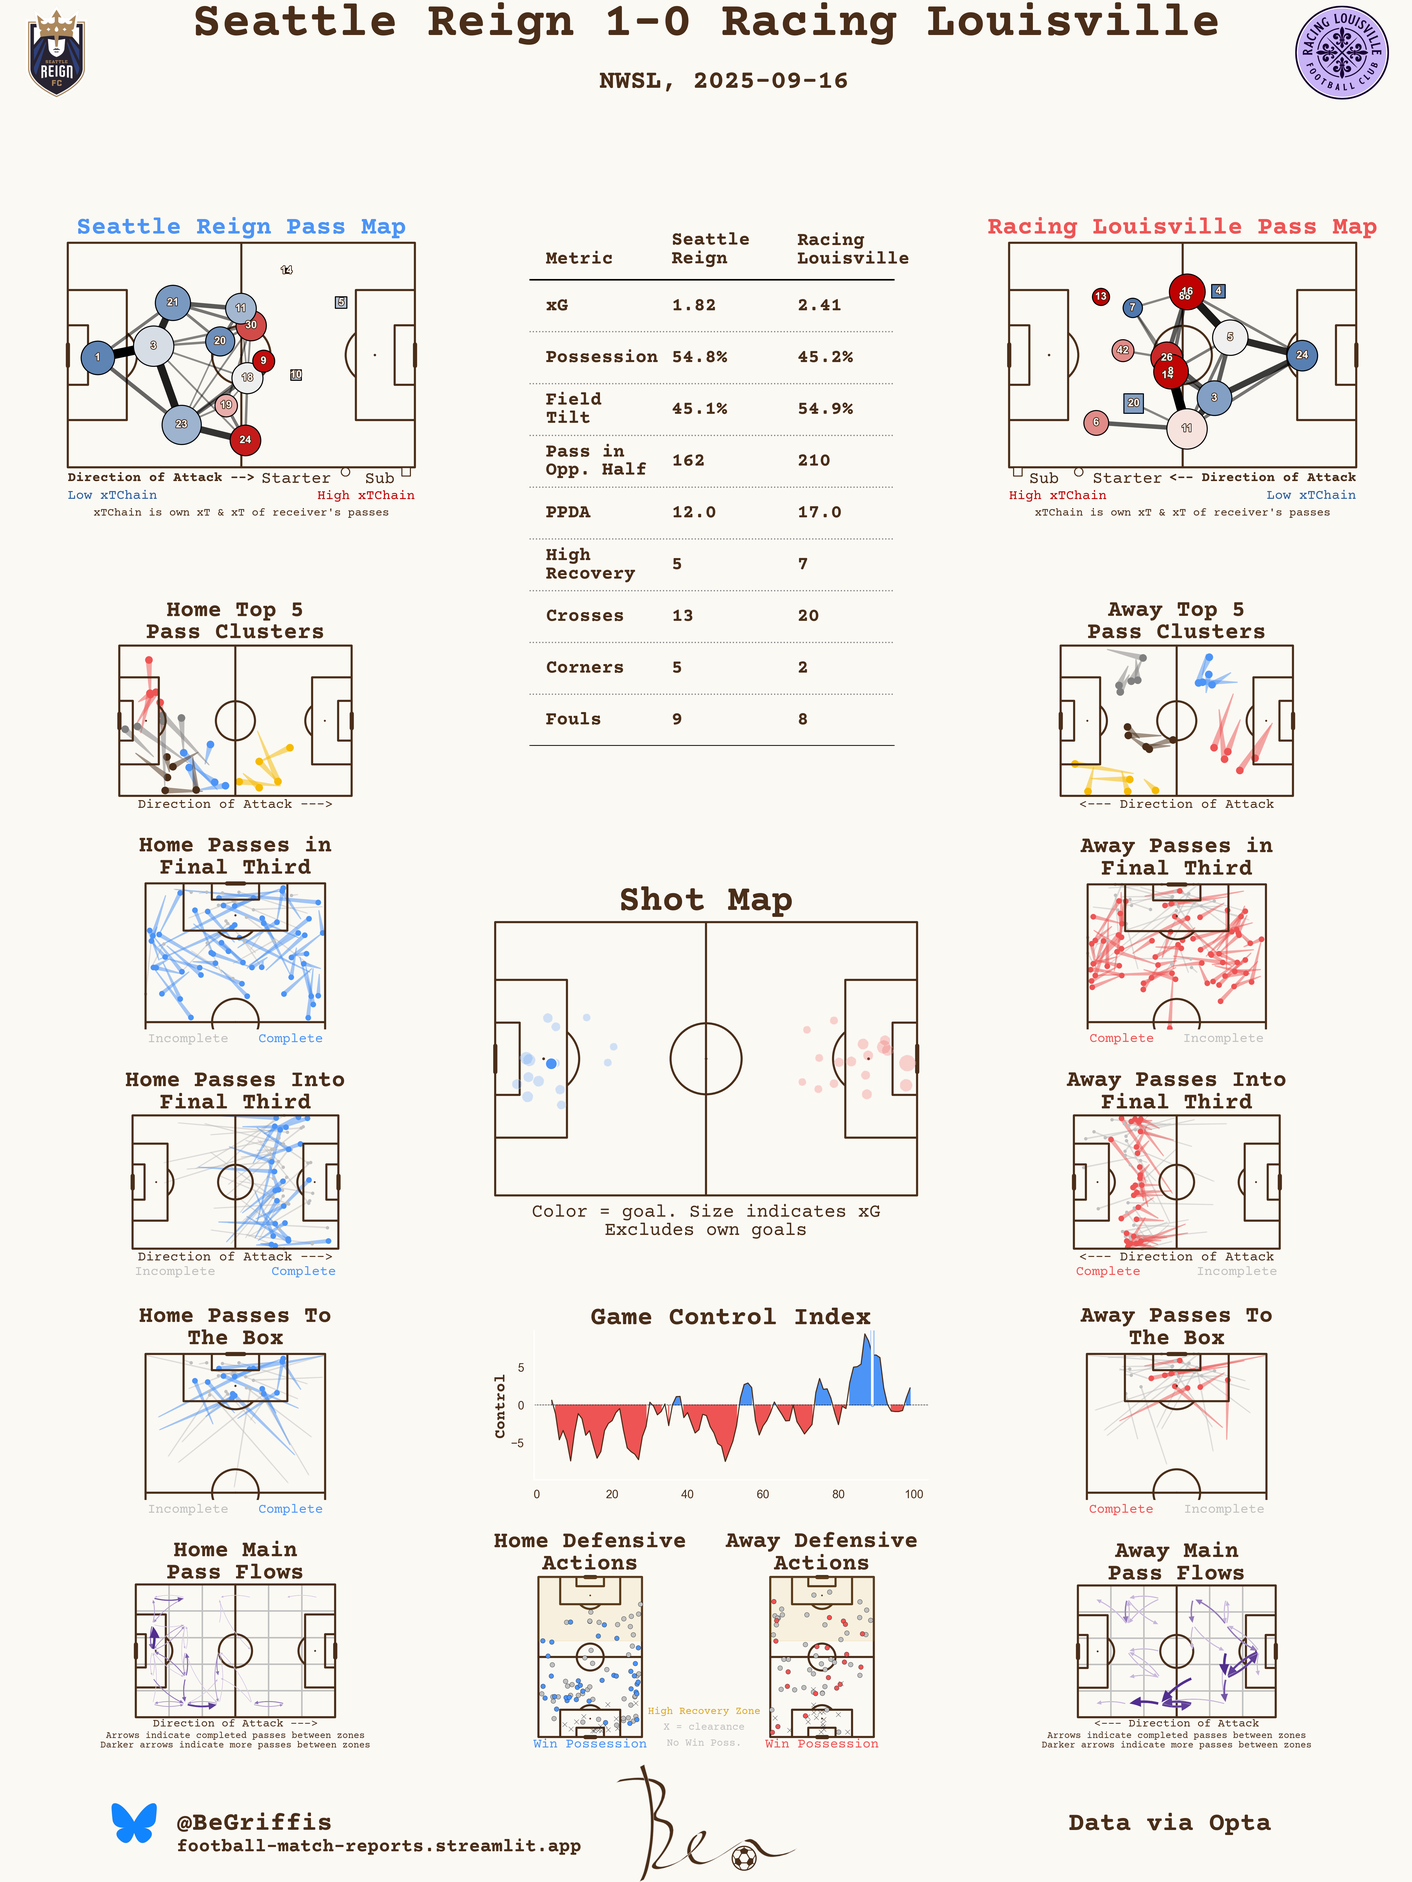 Seattle Reign 1-0 Racing Louisville
NWSL, 2025-09-16
SEATTLE
REIGN
FC
RACING LOUISVILLE
FOOTBALL CLUB
Seattle Reign Pass Map
14
5
21
11
30
20
3
1
9
18
10
19
23
24
Direction of Attack --> Starter Sub
Low xTChain High xTChain
xTChain is own xT & xT of receiver's passes
Metric Seattle Reign Racing Louisville
xG 1.82 2.41
Possession 54.8% 45.2%
Field Tilt 45.1% 54.9%
Pass in Opp. Half 162 210
PPDA 12.0 17.0
High Recovery 5 7
Crosses 13 20
Corners 5 2
Fouls 9 8
Racing Louisville Pass Map
13
16
88
4
7
5
42
26
24
8
14
20
3
6
11
Sub Starter <-- Direction of Attack
High xTChain Low xTChain
xTChain is own xT & xT of receiver's passes
Home Top 5
Pass Clusters
Direction of Attack --->
Away Top 5
Pass Clusters
<--- Direction of Attack
Home Passes in
Final Third
Incomplete Complete
Away Passes in
Final Third
Complete Incomplete
Shot Map
Color = goal. Size indicates xG
Excludes own goals
Home Passes Into
Final Third
Direction of Attack --->
Incomplete Complete
Away Passes Into
Final Third
<--- Direction of Attack
Complete Incomplete
Home Passes To
The Box
Incomplete Complete
Game Control Index
Control
5
0
−5
0 20 40 60 80 100
Away Passes To
The Box
Complete Incomplete
Home Main
Pass Flows
Direction of Attack --->
Arrows indicate completed passes between zones
Darker arrows indicate more passes between zones
Home Defensive
Actions
Win Possession
High Recovery Zone
X = clearance
No Win Poss.
Away Defensive
Actions
Win Possession
Away Main
Pass Flows
<--- Direction of Attack
Arrows indicate completed passes between zones
Darker arrows indicate more passes between zones
@BeGriffis
football-match-reports.streamlit.app
Ben
Data via Opta